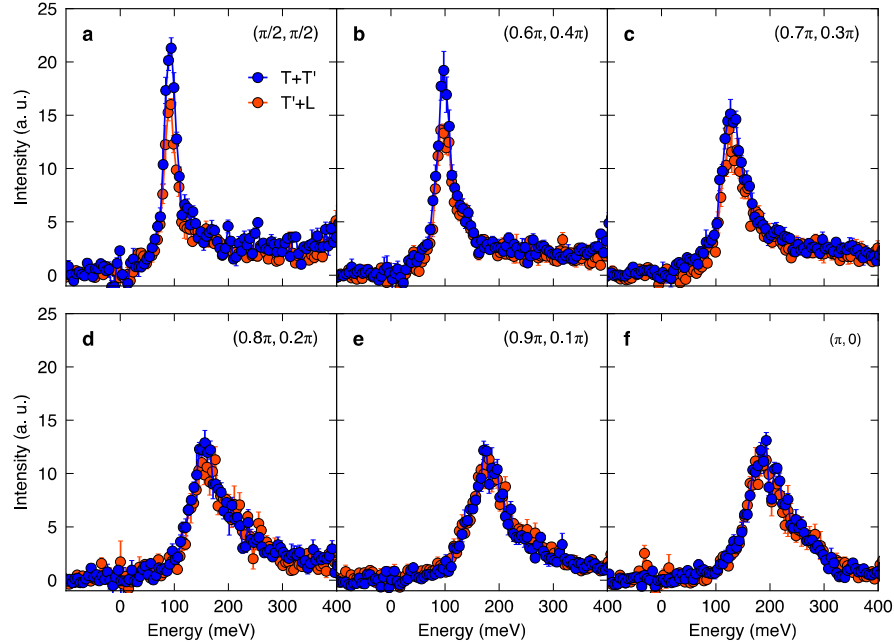 a (π/2, π/2)
b (0.6π, 0.4π)
c (0.7π, 0.3π)
T+T'
T'+L
Intensity (a. u.)
25
20
15
10
5
0
d (0.8π, 0.2π)
e (0.9π, 0.1π)
f (π, 0)
Intensity (a. u.)
25
20
15
10
5
0
0 100 200 300 400 0 100 200 300 400 0 100 200 300 400
Energy (meV) Energy (meV) Energy (meV)